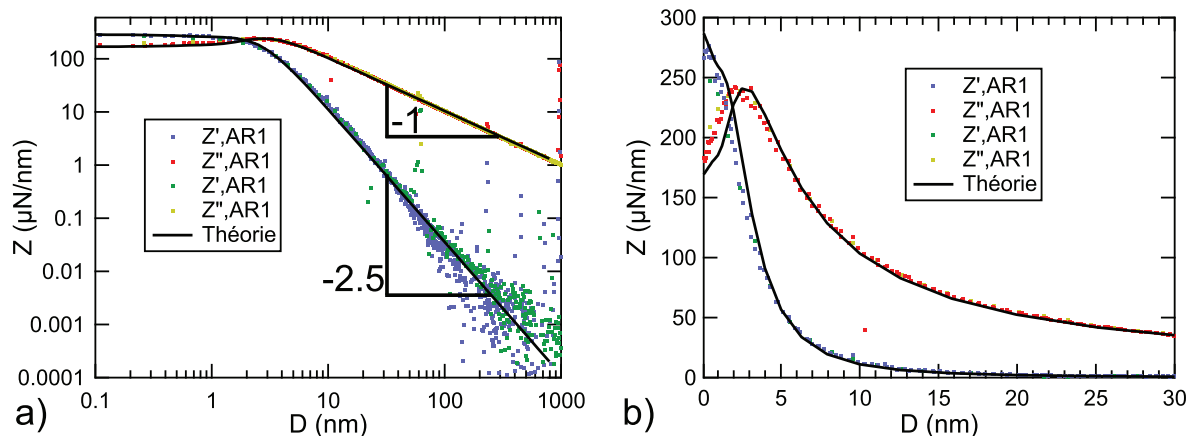 100
10
1
0.1
0.01
0.001
0.0001
Z (µN/nm)
Z',AR1
Z'',AR1
Z',AR1
Z'',AR1
Théorie
-1
-2.5
0.1
1
10
100
1000
D (nm)
a)
300
250
200
150
100
50
0
Z (µN/nm)
Z',AR1
Z'',AR1
Z',AR1
Z'',AR1
Théorie
0
5
10
15
20
25
30
D (nm)
b)